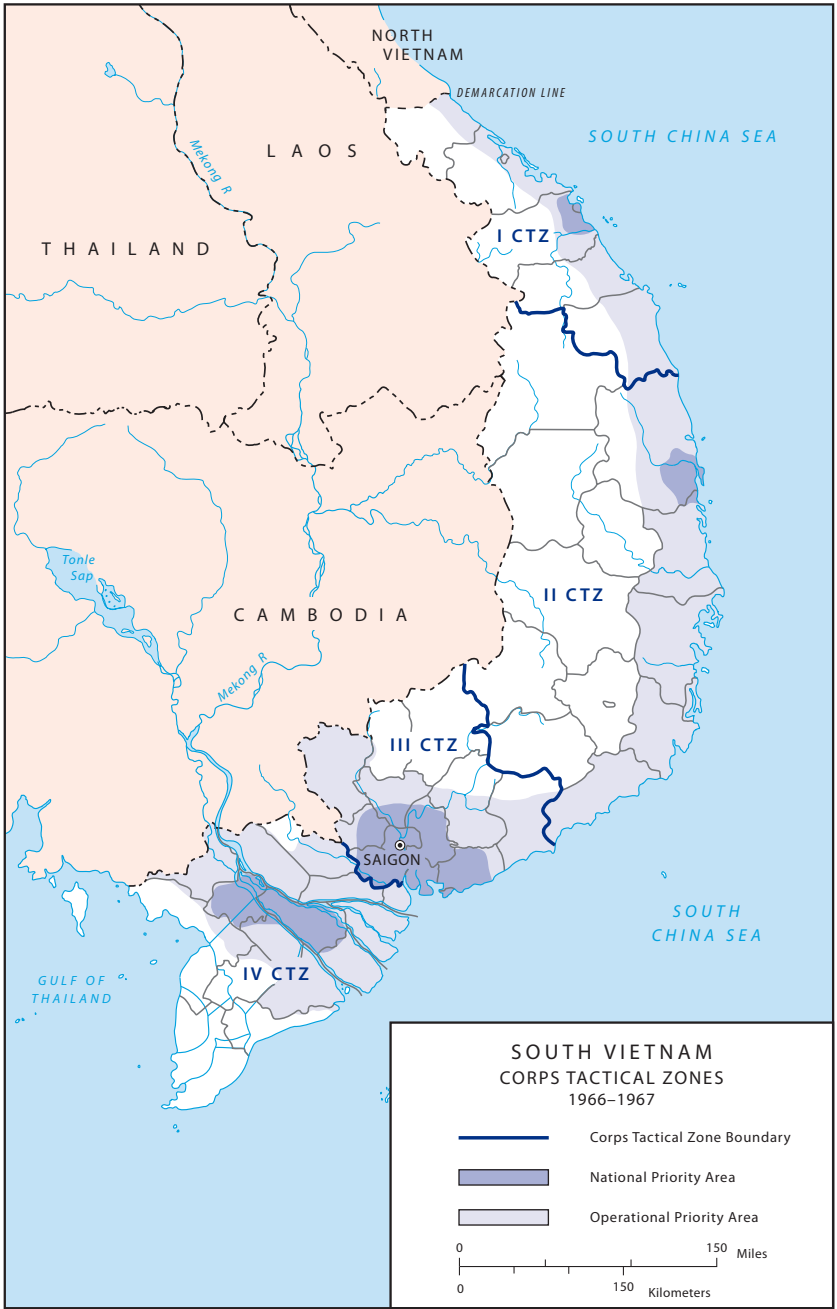 NORTH
VIETNAM
DEMARCATION LINE
SOUTH CHINA SEA
LAOS
Mekong R
THAILAND
I CTZ
Tonle
Sap
II CTZ
CAMBODIA
Mekong R
III CTZ
SAIGON
SOUTH
CHINA SEA
IV CTZ
GULF OF
THAILAND
SOUTH VIETNAM
CORPS TACTICAL ZONES
1966–1967
Corps Tactical Zone Boundary
National Priority Area
Operational Priority Area
0 150 Miles
0 150 Kilometers